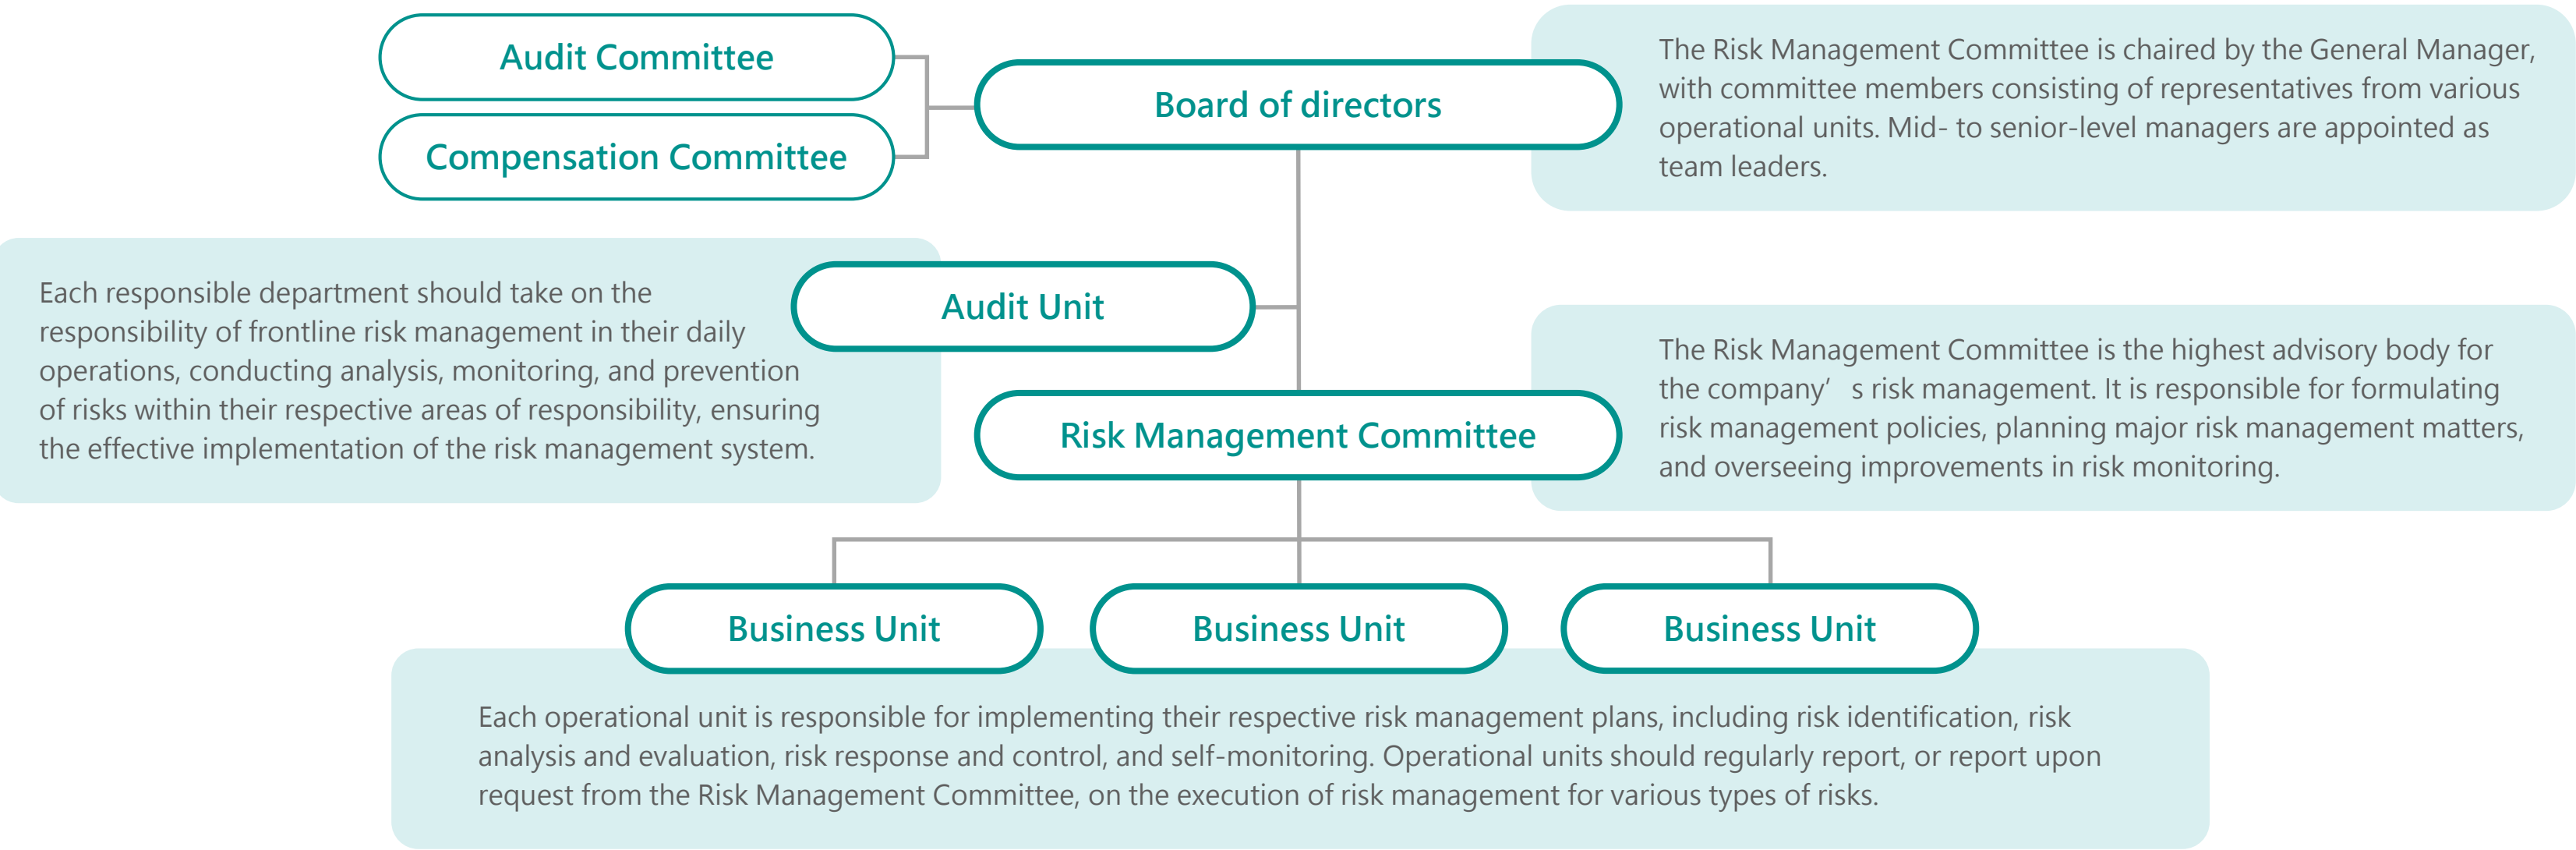 Audit Committee
Compensation Committee
Board of directors
The Risk Management Committee is chaired by the General Manager,
with committee members consisting of representatives from various
operational units. Mid- to senior-level managers are appointed as
team leaders.
Each responsible department should take on the
responsibility of frontline risk management in their daily
operations, conducting analysis, monitoring, and prevention
of risks within their respective areas of responsibility, ensuring
the effective implementation of the risk management system.
Audit Unit
Risk Management Committee
The Risk Management Committee is the highest advisory body for
the company’ s risk management. It is responsible for formulating
risk management policies, planning major risk management matters,
and overseeing improvements in risk monitoring.
Business Unit
Business Unit
Business Unit
Each operational unit is responsible for implementing their respective risk management plans, including risk identification, risk
analysis and evaluation, risk response and control, and self-monitoring. Operational units should regularly report, or report upon
request from the Risk Management Committee, on the execution of risk management for various types of risks.